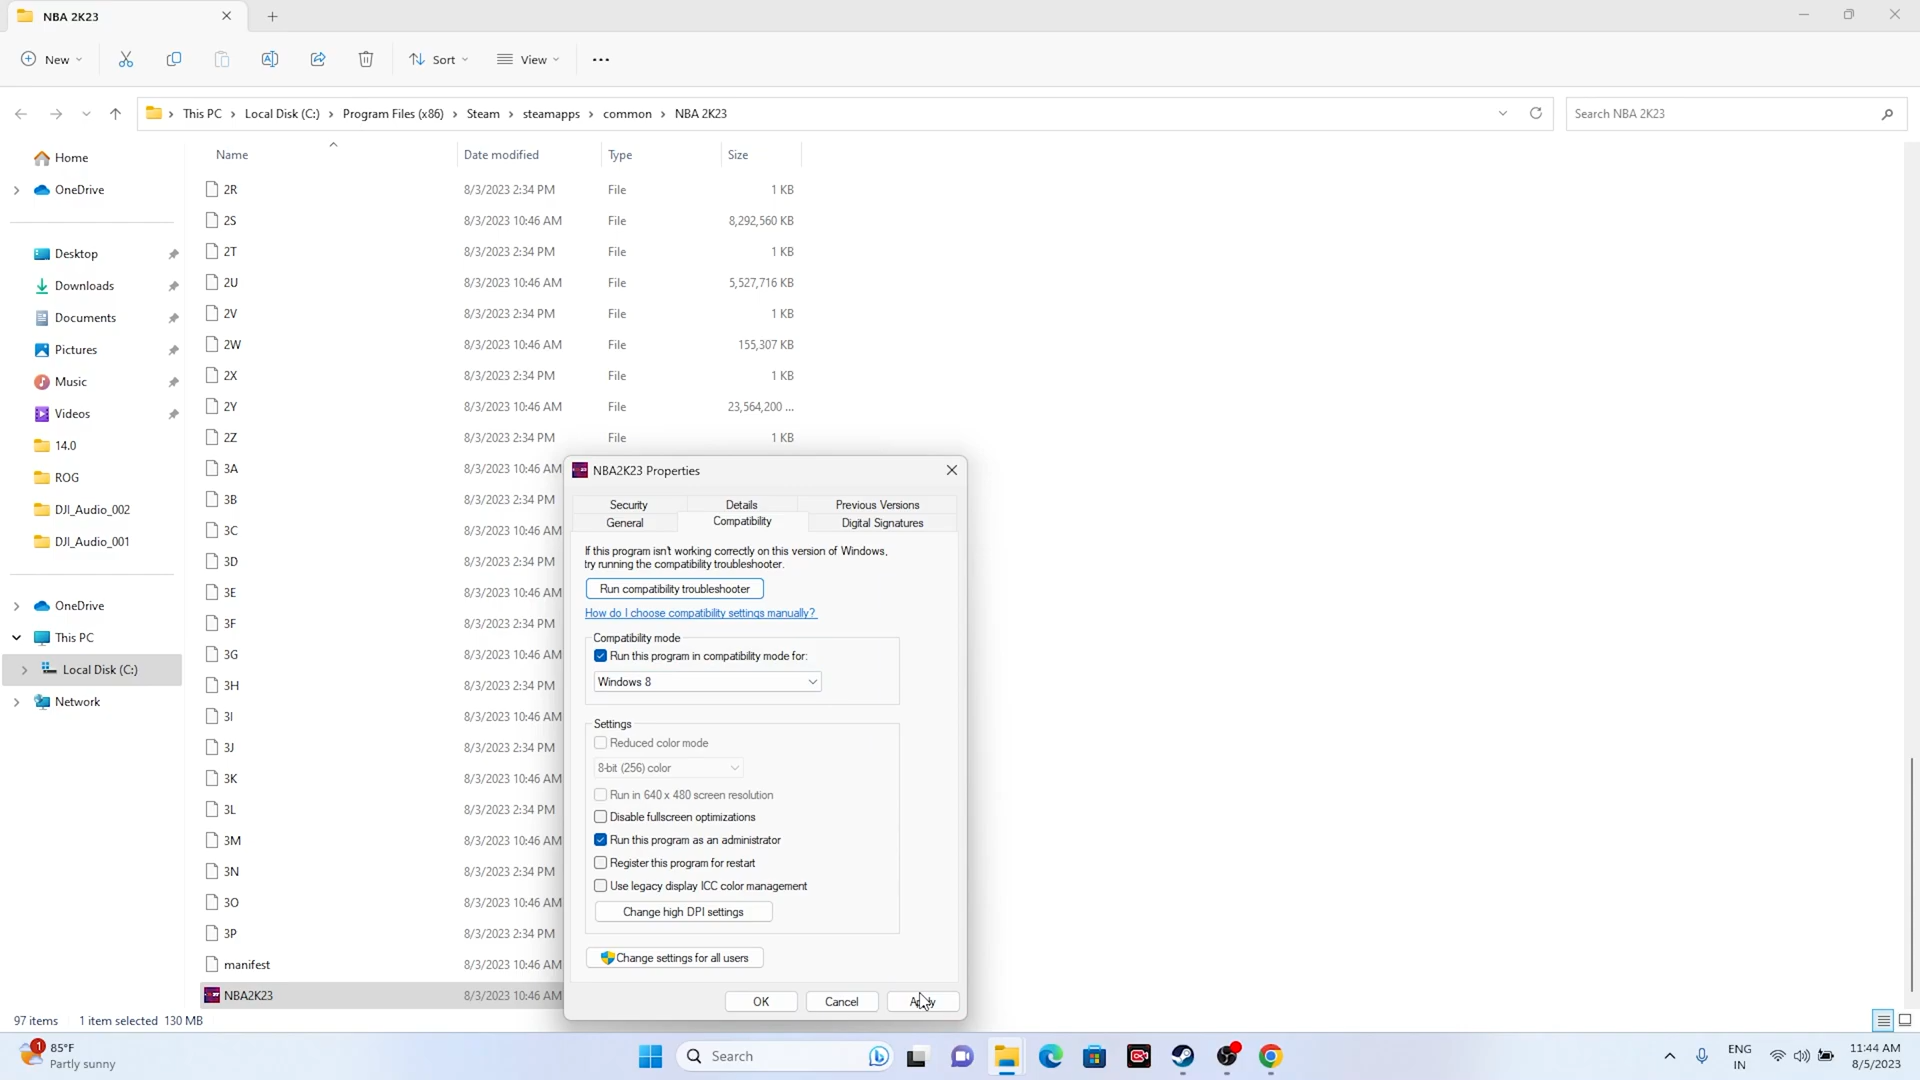 NBA 2K23
New
Sort
View
This PC > Local Disk (C:) > Program Files (x86) > Steam > steamapps > common > NBA 2K23
Search NBA 2K23
Name Date modified Type Size
Home
OneDrive
Desktop
Downloads
Documents
Pictures
Music
Videos
14.0
ROG
DJI_Audio_002
DJI_Audio_001
OneDrive
This PC
Local Disk (C:)
Network
2R 8/3/2023 2:34 PM File 1 KB
2S 8/3/2023 10:46 AM File 8,292,560 KB
2T 8/3/2023 2:34 PM File 1 KB
2U 8/3/2023 10:46 AM File 5,527,716 KB
2V 8/3/2023 2:34 PM File 1 KB
2W 8/3/2023 10:46 AM File 155,307 KB
2X 8/3/2023 2:34 PM File 1 KB
2Y 8/3/2023 10:46 AM File 23,564,200 ...
2Z 8/3/2023 2:34 PM File 1 KB
3A 8/3/2023 10:46 AM
3B 8/3/2023 2:34 PM
3C 8/3/2023 10:46 AM
3D 8/3/2023 2:34 PM
3E 8/3/2023 10:46 AM
3F 8/3/2023 2:34 PM
3G 8/3/2023 10:46 AM
3H 8/3/2023 2:34 PM
3I 8/3/2023 10:46 AM
3J 8/3/2023 2:34 PM
3K 8/3/2023 10:46 AM
3L 8/3/2023 2:34 PM
3M 8/3/2023 10:46 AM
3N 8/3/2023 2:34 PM
3O 8/3/2023 10:46 AM
3P 8/3/2023 2:34 PM
manifest 8/3/2023 10:46 AM
NBA2K23 8/3/2023 10:46 AM
NBA2K23 Properties
Security Details Previous Versions
General Compatibility Digital Signatures
If this program isn't working correctly on this version of Windows,
try running the compatibility troubleshooter.
Run compatibility troubleshooter
How do I choose compatibility settings manually?
Compatibility mode
Run this program in compatibility mode for:
Windows 8
Settings
Reduced color mode
8-bit (256) color
Run in 640 x 480 screen resolution
Disable fullscreen optimizations
Run this program as an administrator
Register this program for restart
Use legacy display ICC color management
Change high DPI settings
Change settings for all users
OK Cancel Apply
97 items 1 item selected 130 MB
1
85°F
Partly sunny
Search
ENG
IN
11:44 AM
8/5/2023